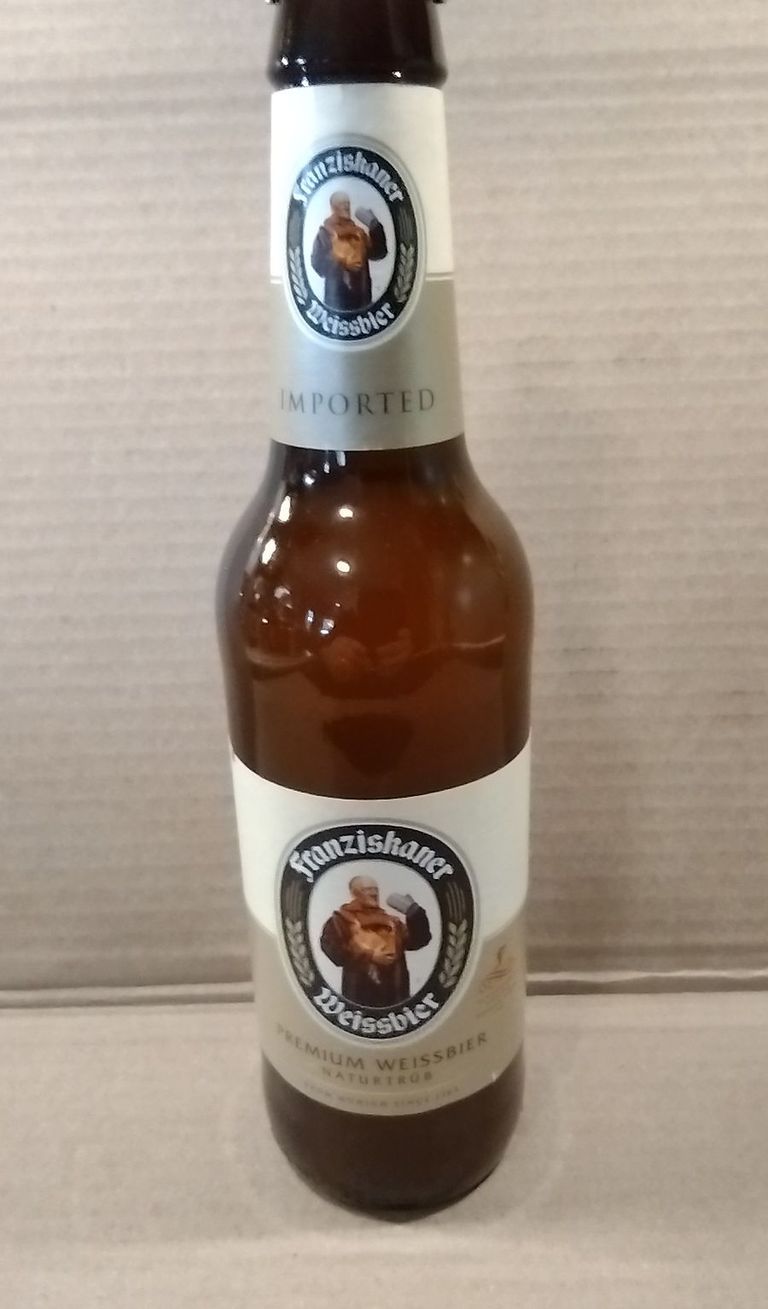 Franziskaner
Weissbier
IMPORTED
Franziskaner
Weissbier
PREMIUM WEISSBIER
NATURTRÜB